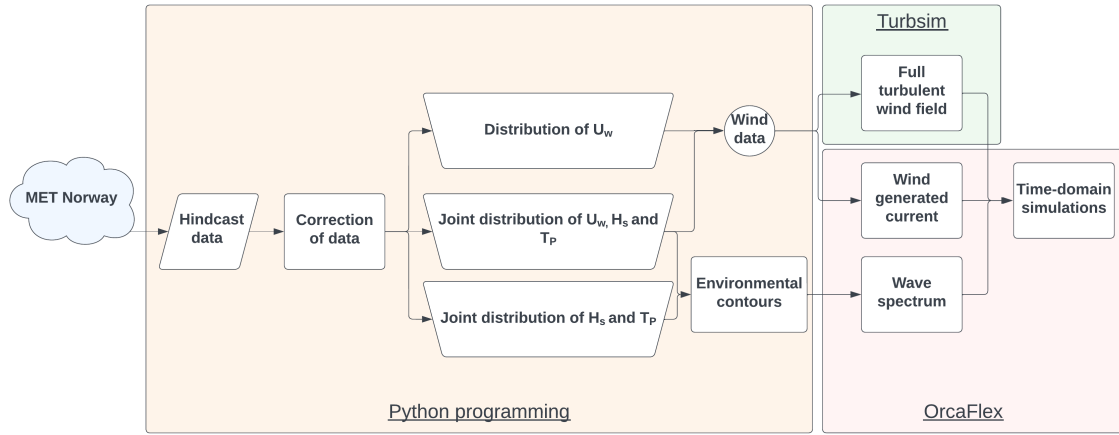 Turbsim
Full
turbulent
wind field
Distribution of Uw
Wind
data
MET Norway
Hindcast
data
Correction
of data
Joint distribution of Uw, Hs and
TP
Wind
generated
current
Time-domain
simulations
Joint distribution of Hs and TP
Environmental
contours
Wave
spectrum
Python programming
OrcaFlex